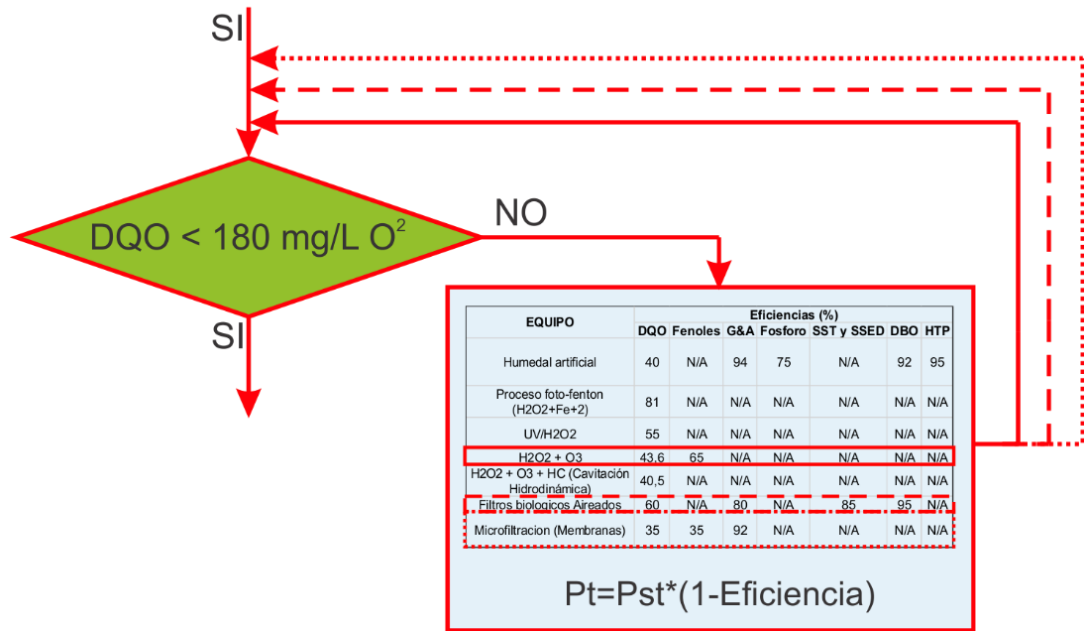 SI
DQO < 180 mg/L O²
NO
SI
EQUIPO Eficiencias (%)
DQO Fenoles G&A Fosforo SST y SSED DBO HTP
Humedal artificial 40 N/A 94 75 N/A 92 95
Proceso foto-fenton
(H2O2+Fe+2) 81 N/A N/A N/A N/A N/A N/A
UV/H2O2 55 N/A N/A N/A N/A N/A N/A
H2O2 + O3 43,6 65 N/A N/A N/A N/A N/A
H2O2 + O3 + HC (Cavitación
Hidrodinámica) 40,5 N/A N/A N/A N/A N/A N/A
Filtros biologicos Aireados 60 N/A 80 N/A 85 95 N/A
Microfiltracion (Membranas) 35 35 92 N/A N/A N/A N/A
Pt=Pst*(1-Eficiencia)